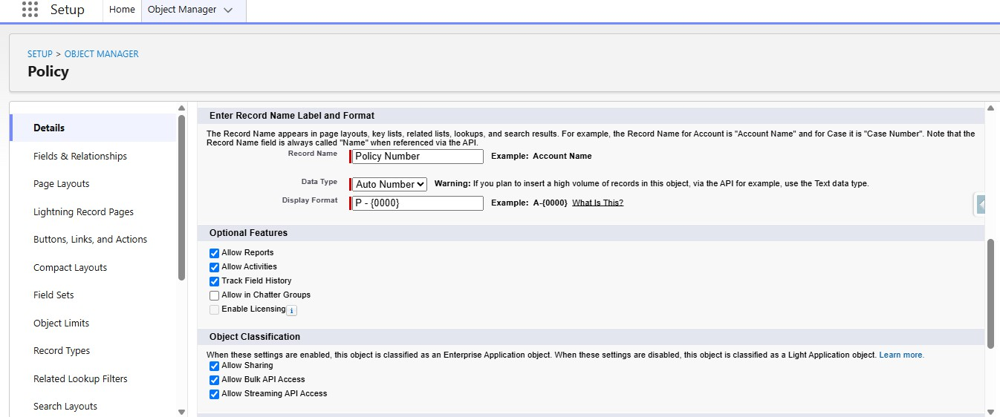 Setup
Home
Object Manager
SETUP > OBJECT MANAGER
Policy
Details
Fields & Relationships
Page Layouts
Lightning Record Pages
Buttons, Links, and Actions
Compact Layouts
Field Sets
Object Limits
Record Types
Related Lookup Filters
Search Layouts
Enter Record Name Label and Format
The Record Name appears in page layouts, key lists, related lists, lookups, and search results. For example, the Record Name for Account is "Account Name" and for Case it is "Case Number". Note that the
Record Name field is always called "Name" when referenced via the API.
Record Name Policy Number Example: Account Name
Data Type Auto Number Warning: If you plan to insert a high volume of records in this object, via the API for example, use the Text data type.
Display Format P - {0000} Example: A-{0000} What Is This?
Optional Features
Allow Reports
Allow Activities
Track Field History
Allow in Chatter Groups
Enable Licensing i
Object Classification
When these settings are enabled, this object is classified as an Enterprise Application object. When these settings are disabled, this object is classified as a Light Application object. Learn more.
Allow Sharing
Allow Bulk API Access
Allow Streaming API Access